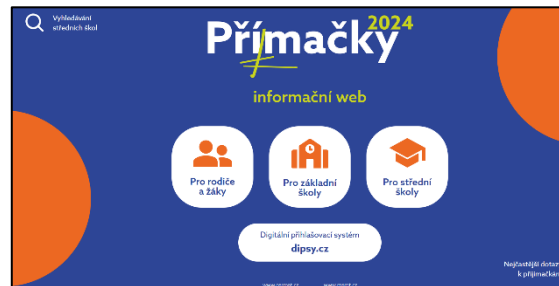 Vyhledávání
středních škol
Přímačky 2024
informační web
Pro rodiče
a žáky
Pro základní
školy
Pro střední
školy
Digitální přihlašovací systém
dipsy.cz
Nejčastější dotaz
k přijímačkám